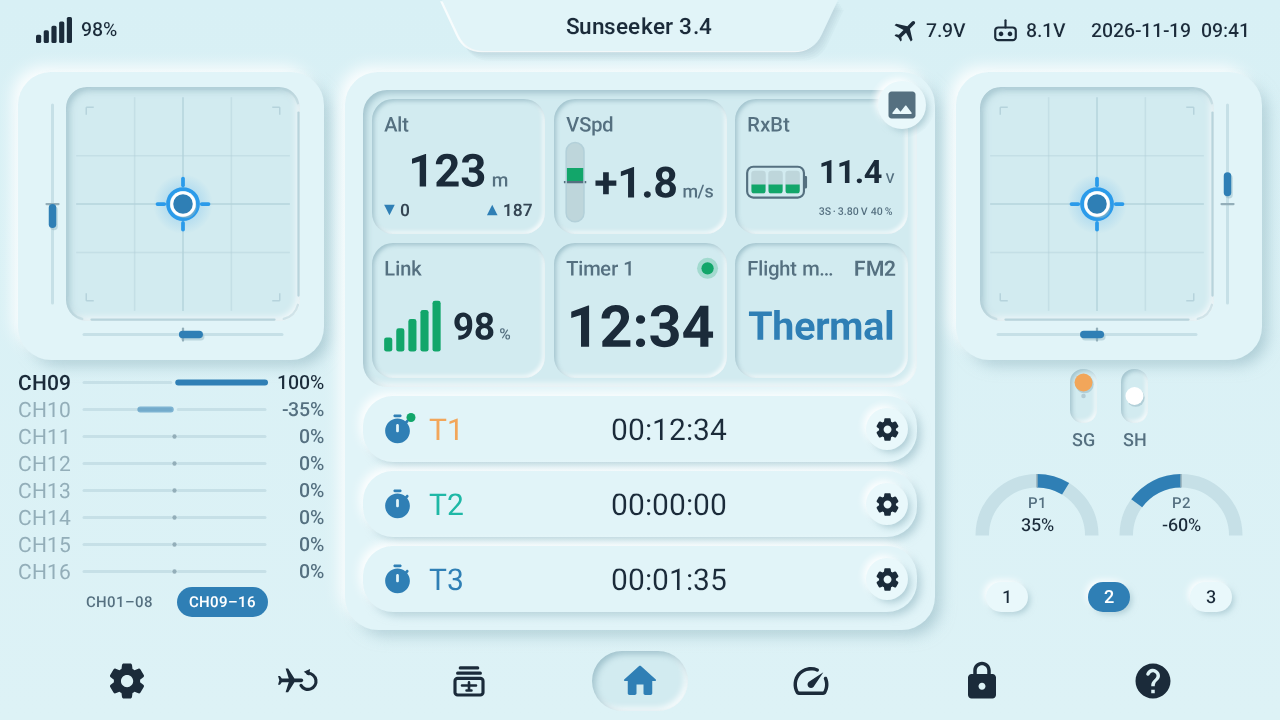 98%
Sunseeker 3.4
7.9V
8.1V
2026-11-19 09:41
Alt
123 m
▼ 0 ▲ 187
VSpd
+1.8 m/s
RxBt
11.4 V
3S · 3.80 V 40 %
Link
98 %
Timer 1
12:34
Flight m... FM2
Thermal
T1 00:12:34
T2 00:00:00
T3 00:01:35
CH09 100%
CH10 -35%
CH11 0%
CH12 0%
CH13 0%
CH14 0%
CH15 0%
CH16 0%
CH01–08 CH09–16
SG SH
P1
35%
P2
-60%
1 2 3